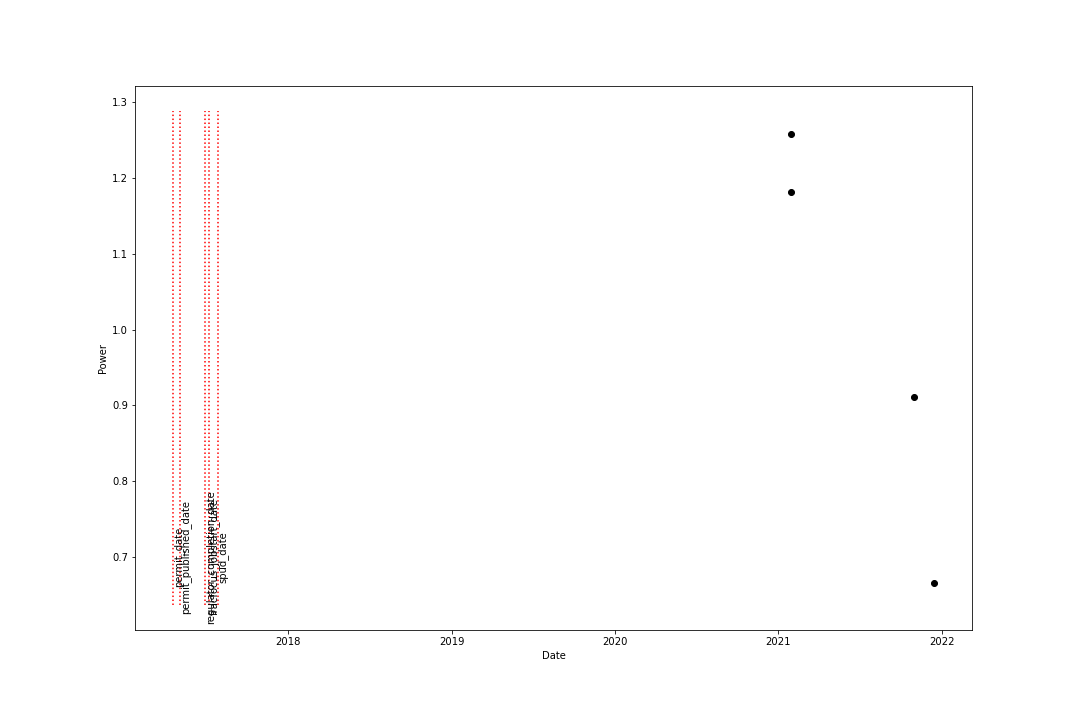 1.3
1.2
1.1
1.0
0.9
0.8
0.7
Power
permit_date
permit_published_date
regulator_completion_date
spud_date
2018
2019
2020
2021
2022
Date